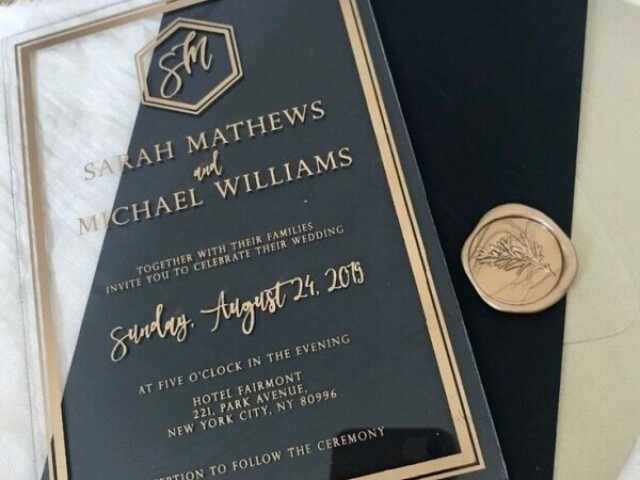 SM
SARAH MATHEWS
and
MICHAEL WILLIAMS
TOGETHER WITH THEIR FAMILIES
INVITE YOU TO CELEBRATE THEIR WEDDING
Sunday, August 24, 2019
AT FIVE O'CLOCK IN THE EVENING
HOTEL FAIRMONT
221, PARK AVENUE,
NEW YORK CITY, NY 80996
TO FOLLOW THE CEREMONY